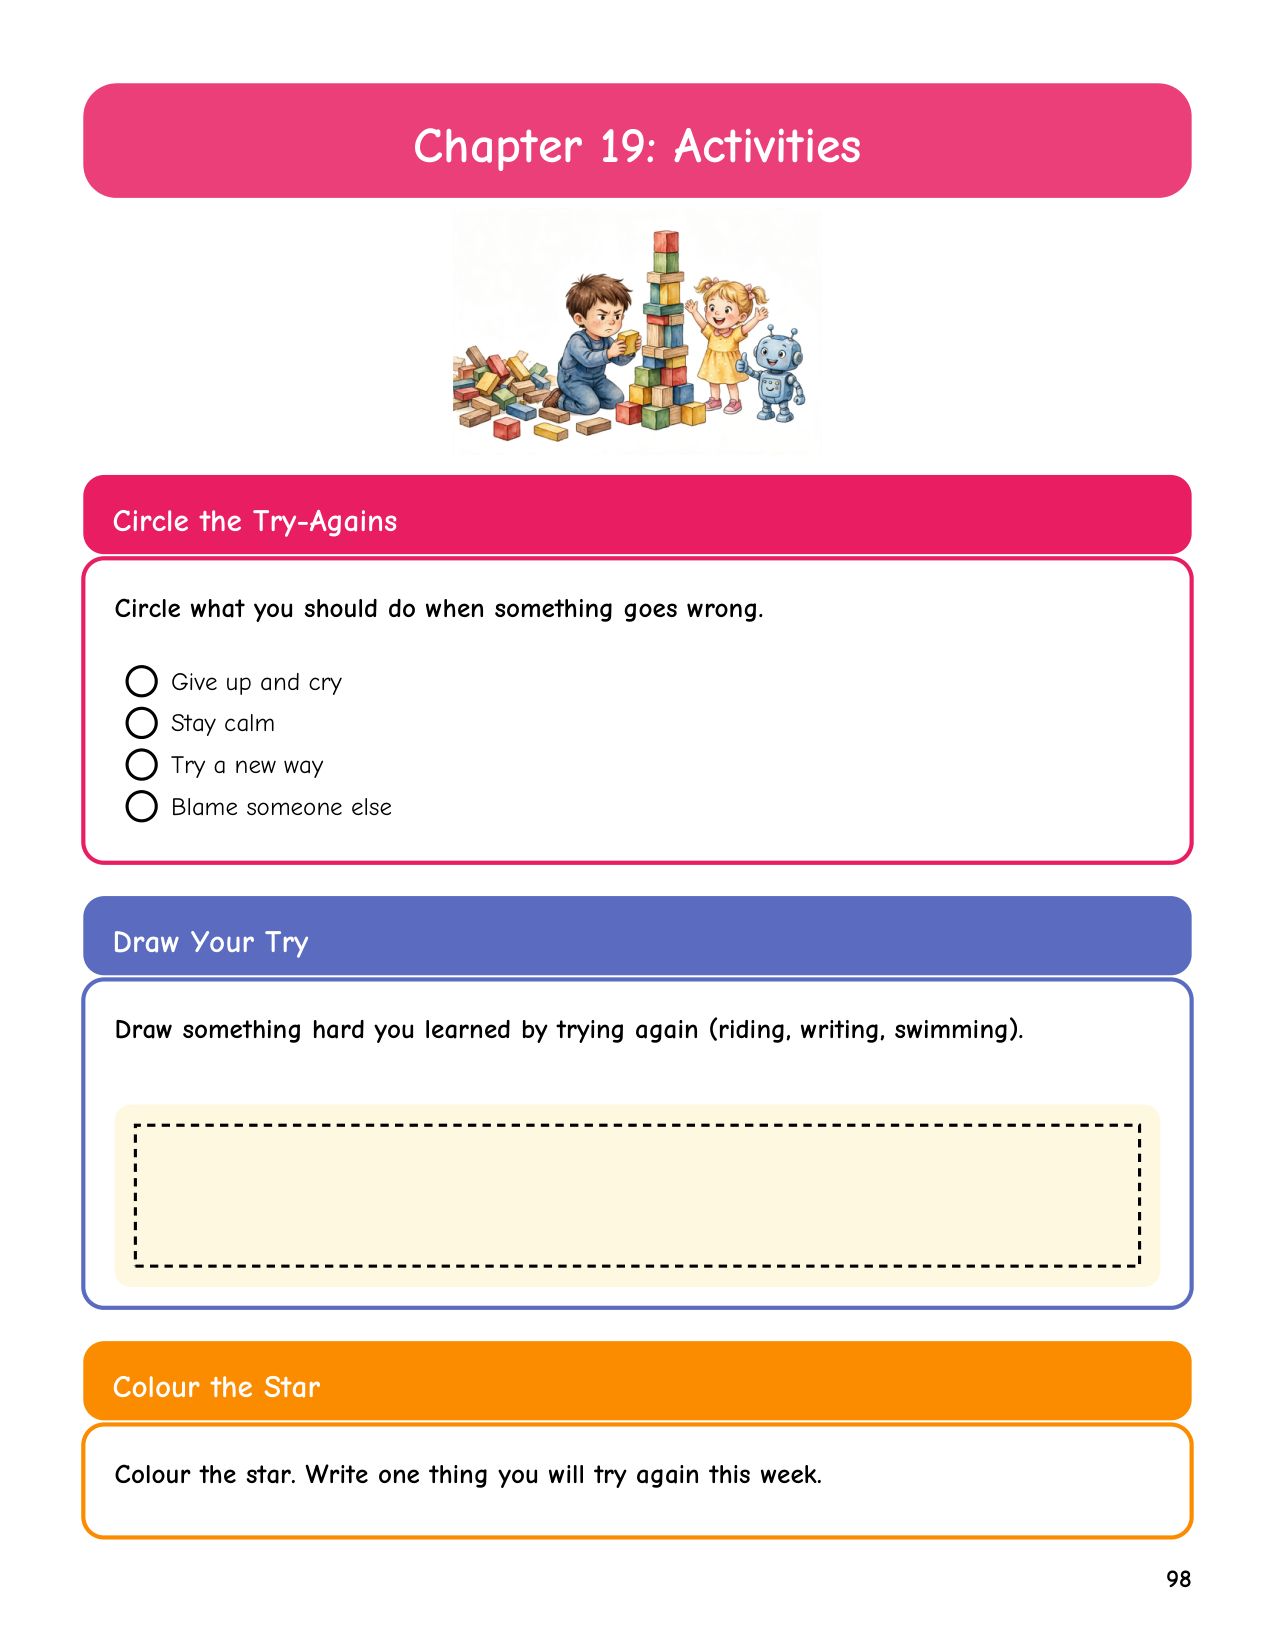 Chapter 19: Activities
Circle the Try-Agains
Circle what you should do when something goes wrong.
Give up and cry
Stay calm
Try a new way
Blame someone else
Draw Your Try
Draw something hard you learned by trying again (riding, writing, swimming).
Colour the Star
Colour the star. Write one thing you will try again this week.
98